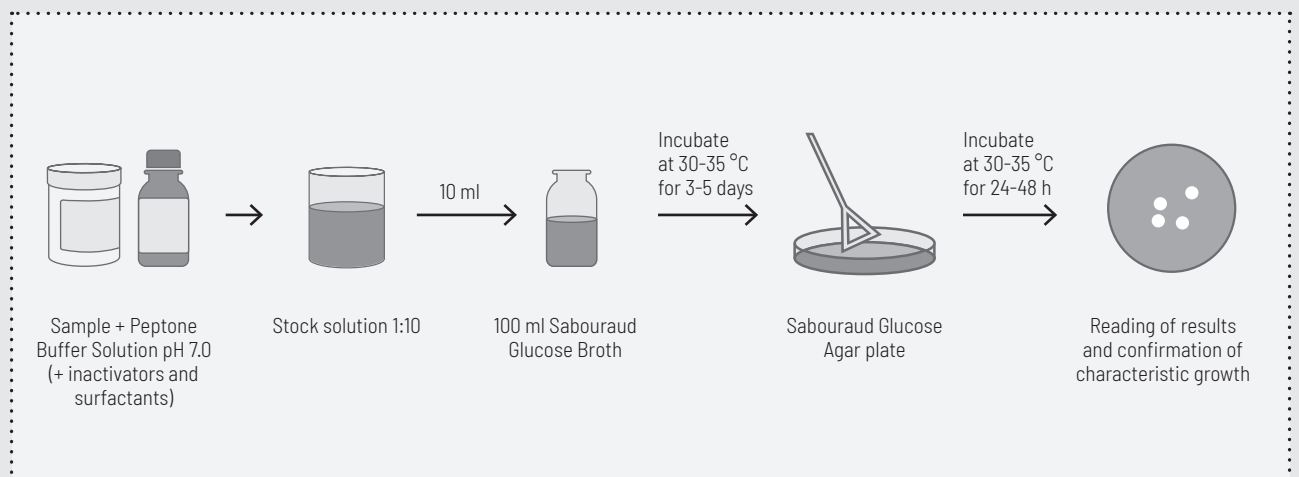 Sample + Peptone
Buffer Solution pH 7.0
(+ inactivators and
surfactants)
Stock solution 1:10
10 ml
100 ml Sabouraud
Glucose Broth
Incubate
at 30-35 °C
for 3-5 days
Sabouraud Glucose
Agar plate
Incubate
at 30-35 °C
for 24-48 h
Reading of results
and confirmation of
characteristic growth